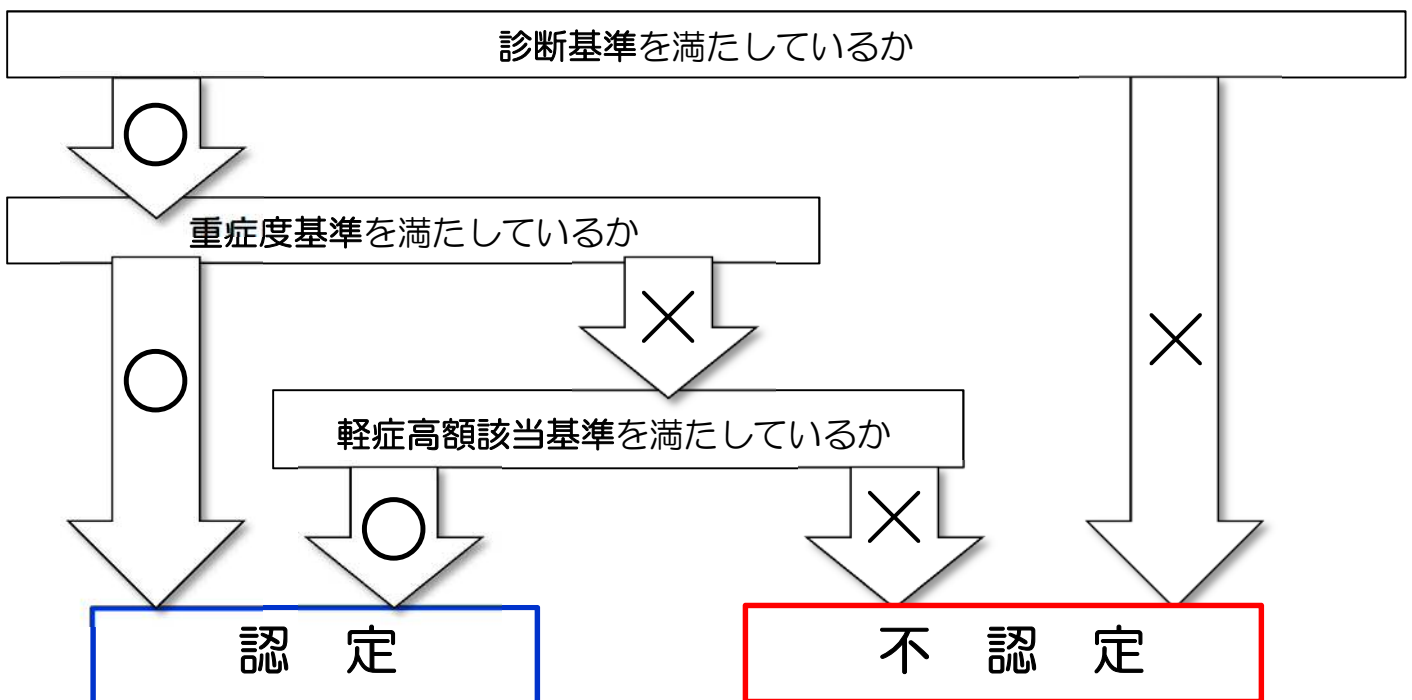 診断基準を満たしているか
○
重症度基準を満たしているか
○
×
×
軽症高額該当基準を満たしているか
○
×
認定
不認定